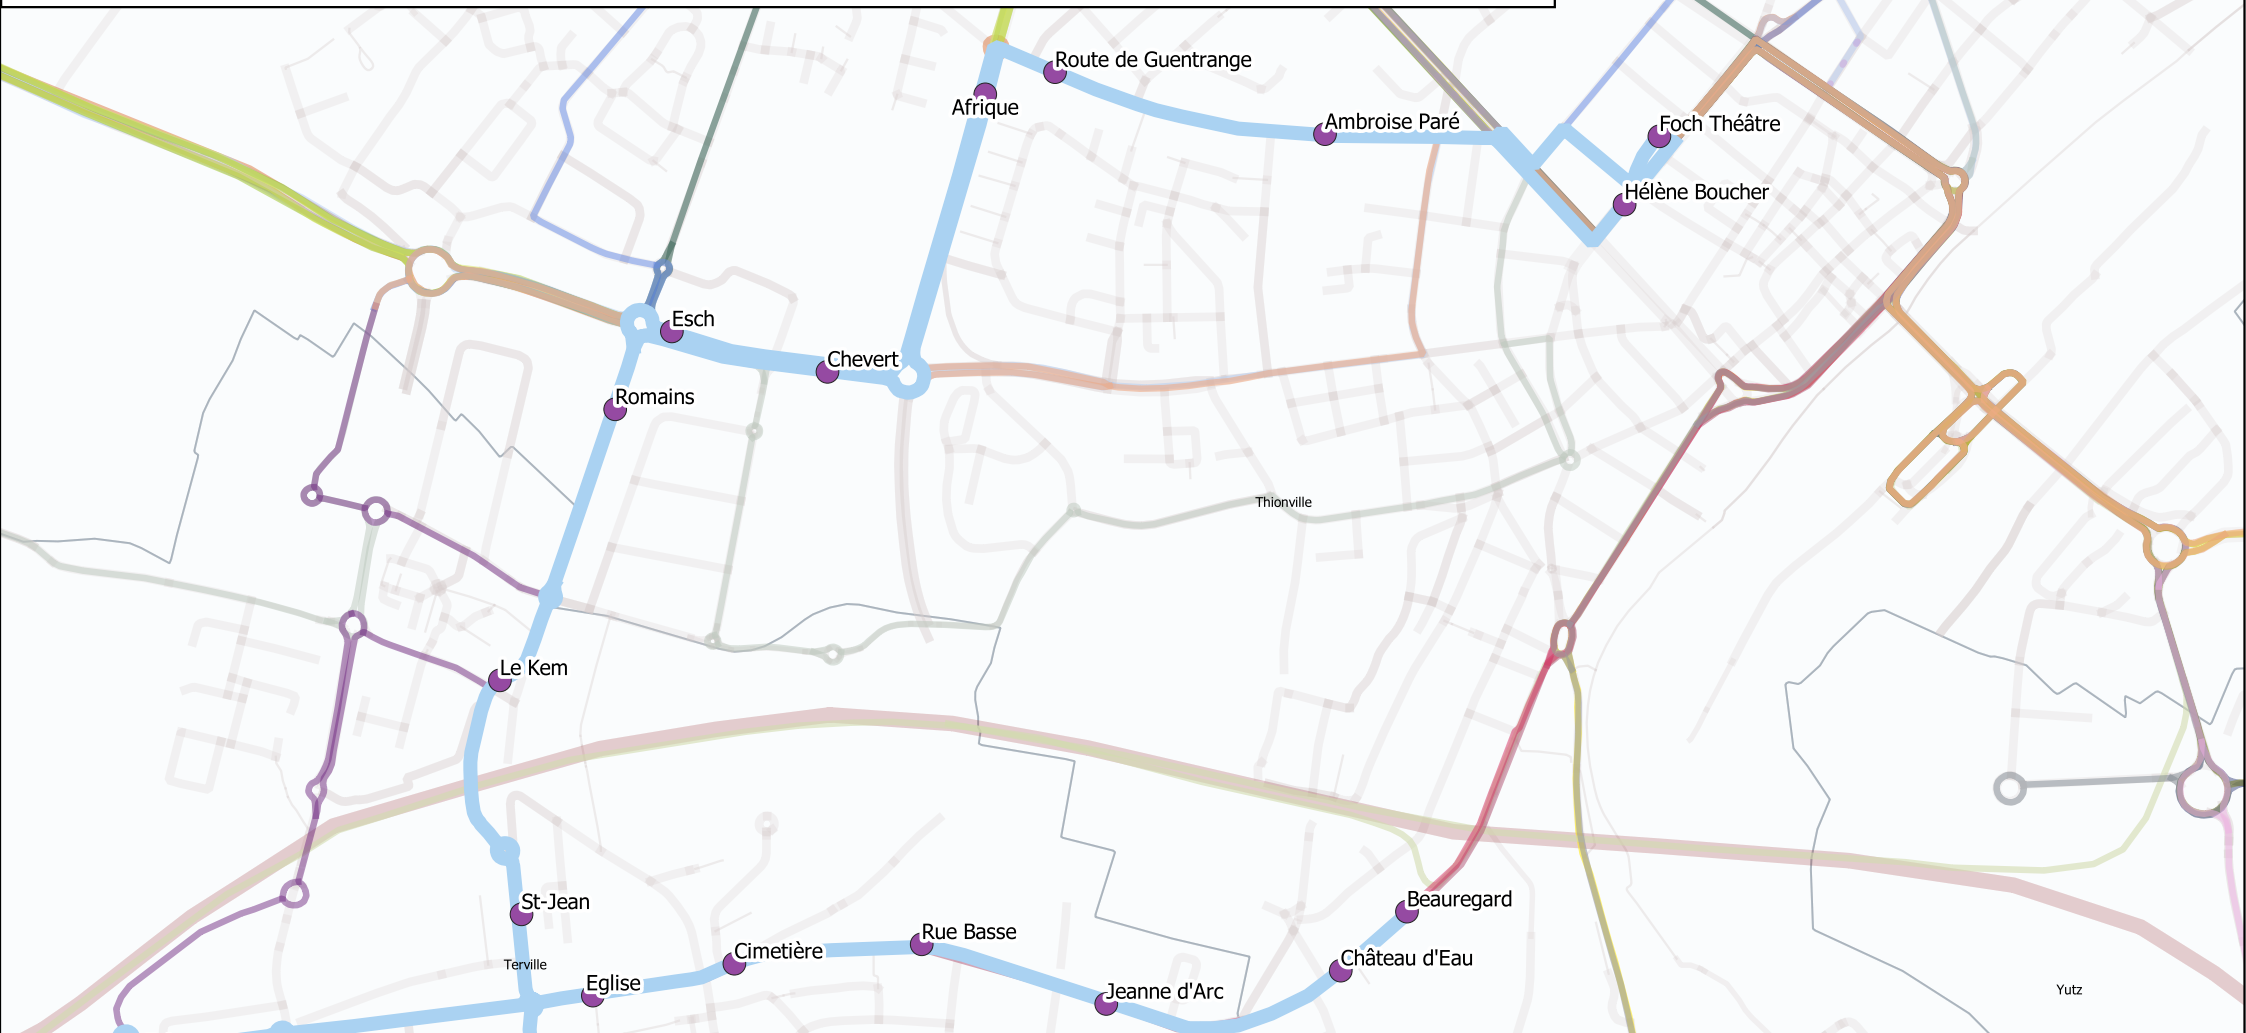 Route de Guentrange
Afrique
Ambroise Paré
Foch Théâtre
Hélène Boucher
Esch
Chevert
Romains
Thionville
Le Kem
St-Jean
Beauregard
Rue Basse
Cimetière
Château d'Eau
Terville
Eglise
Jeanne d'Arc
Yutz